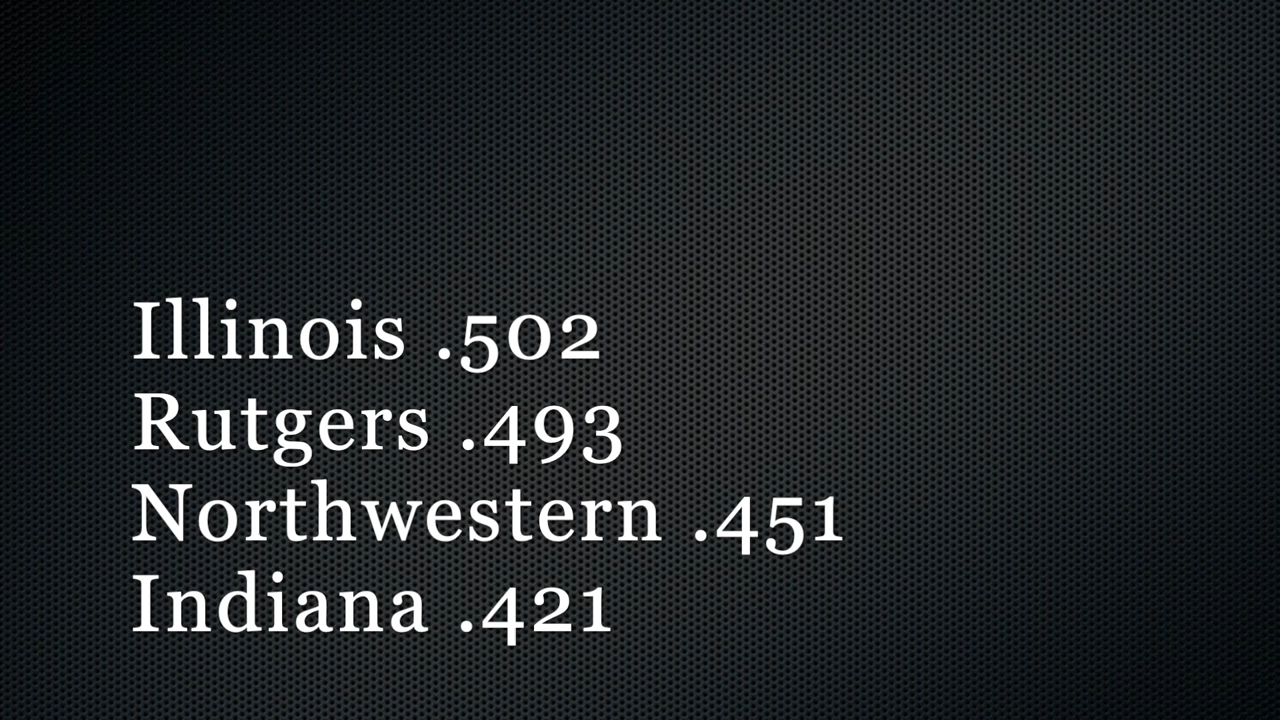 Illinois .502
Rutgers .493
Northwestern .451
Indiana .421